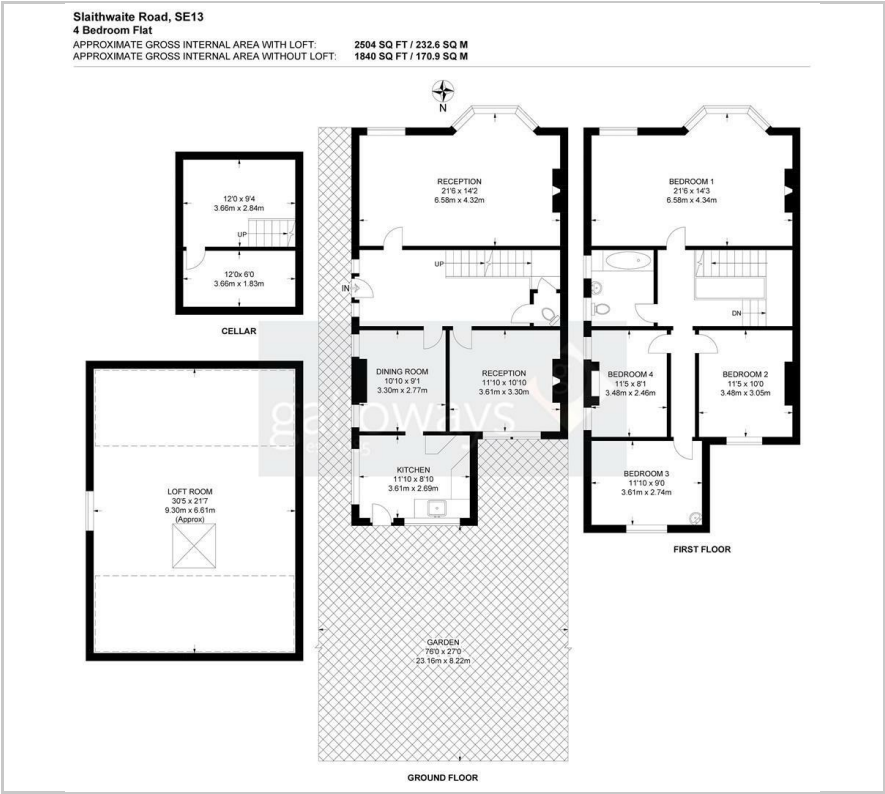 Slaithwaite Road, SE13
4 Bedroom Flat
APPROXIMATE GROSS INTERNAL AREA WITH LOFT: 2504 SQ FT / 232.6 SQ M
APPROXIMATE GROSS INTERNAL AREA WITHOUT LOFT: 1840 SQ FT / 170.9 SQ M
N
12'0 x 9'4
3.66m x 2.84m
UP
12'0x 6'0
3.66m x 1.83m
CELLAR
LOFT ROOM
30'5 x 21'7
9.30m x 6.61m
(Approx)
RECEPTION
21'6 x 14'2
6.58m x 4.32m
UP
IN
DINING ROOM
10'10 x 9'1
3.30m x 2.77m
RECEPTION
11'10 x 10'10
3.61m x 3.30m
KITCHEN
11'10 x 8'10
3.61m x 2.69m
GARDEN
76'0 x 27'0
23.16m x 8.22m
GROUND FLOOR
BEDROOM 1
21'6 x 14'3
6.58m x 4.34m
DN
BEDROOM 4
11'5 x 8'1
3.48m x 2.46m
BEDROOM 2
11'5 x 10'0
3.48m x 3.05m
BEDROOM 3
11'10 x 9'0
3.61m x 2.74m
FIRST FLOOR